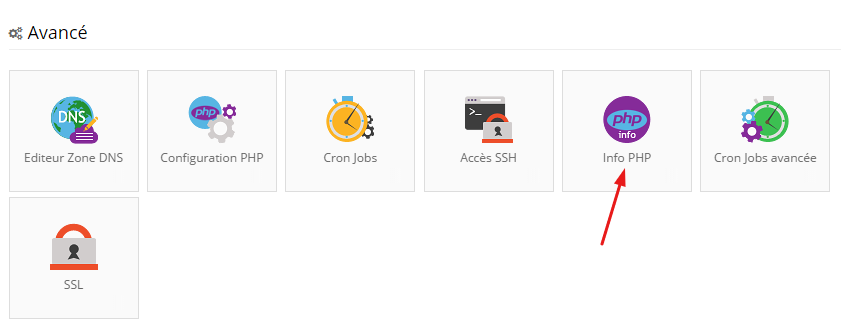 Avancé
DNS
php
>_
php
info
Editeur Zone DNS
Configuration PHP
Cron Jobs
Accès SSH
Info PHP
Cron Jobs avancée
SSL